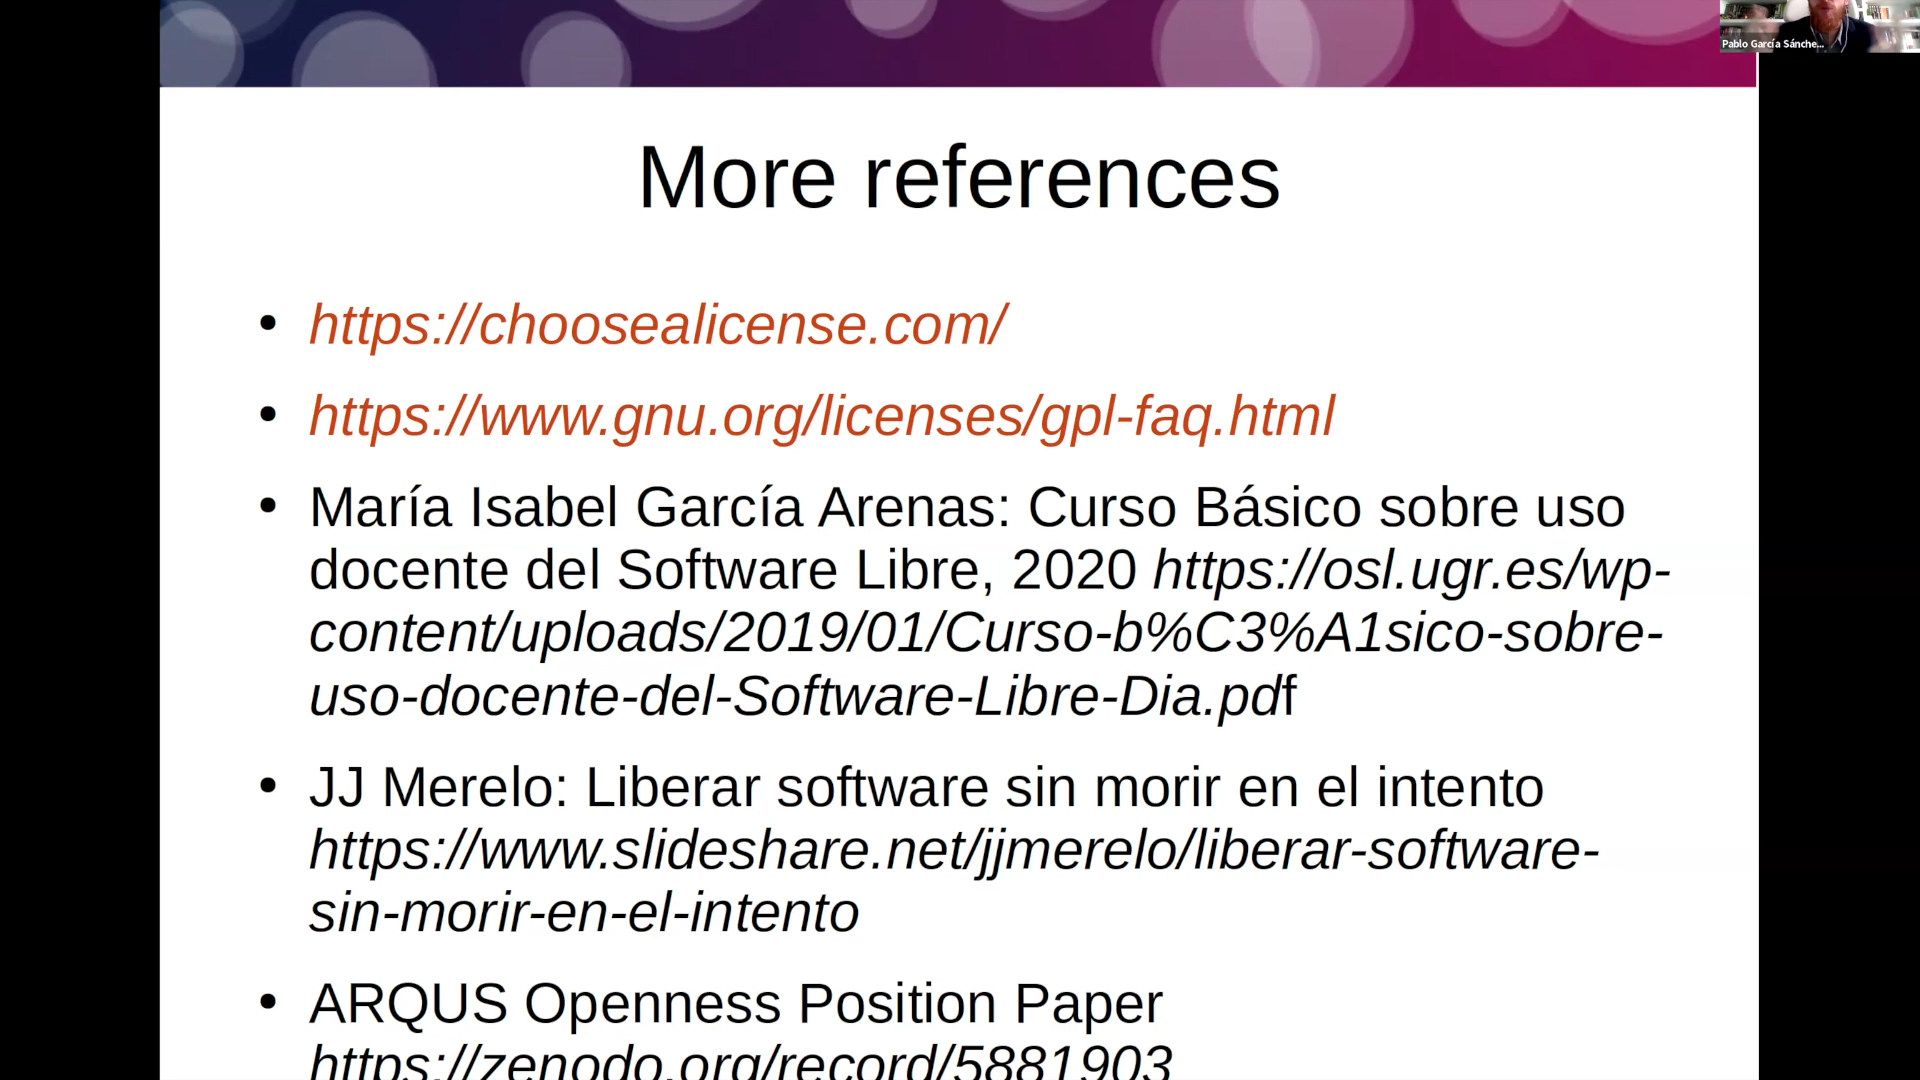 Pablo García Sánche...
More references
• https://choosealicense.com/
• https://www.gnu.org/licenses/gpl-faq.html
• María Isabel García Arenas: Curso Básico sobre uso
docente del Software Libre, 2020 https://osl.ugr.es/wp-
content/uploads/2019/01/Curso-b%C3%A1sico-sobre-
uso-docente-del-Software-Libre-Dia.pdf
• JJ Merelo: Liberar software sin morir en el intento
https://www.slideshare.net/jjmerelo/liberar-software-
sin-morir-en-el-intento
• ARQUS Openness Position Paper
https://zenodo.org/record/5881903